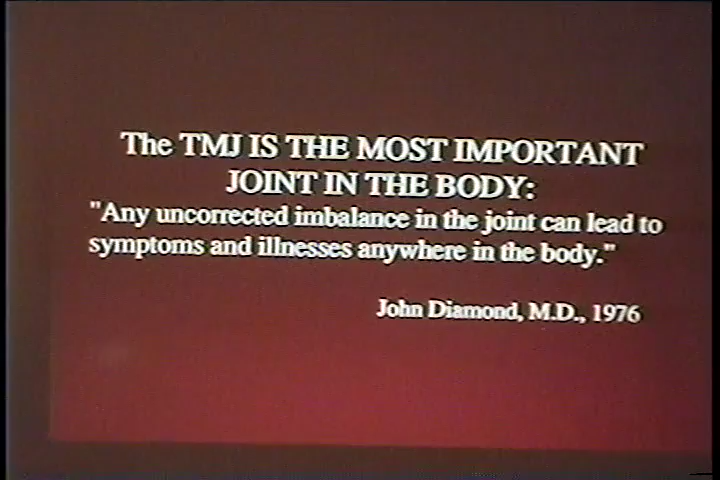 The TMJ IS THE MOST IMPORTANT
JOINT IN THE BODY:
"Any uncorrected imbalance in the joint can lead to
symptoms and illnesses anywhere in the body."
John Diamond, M.D., 1976